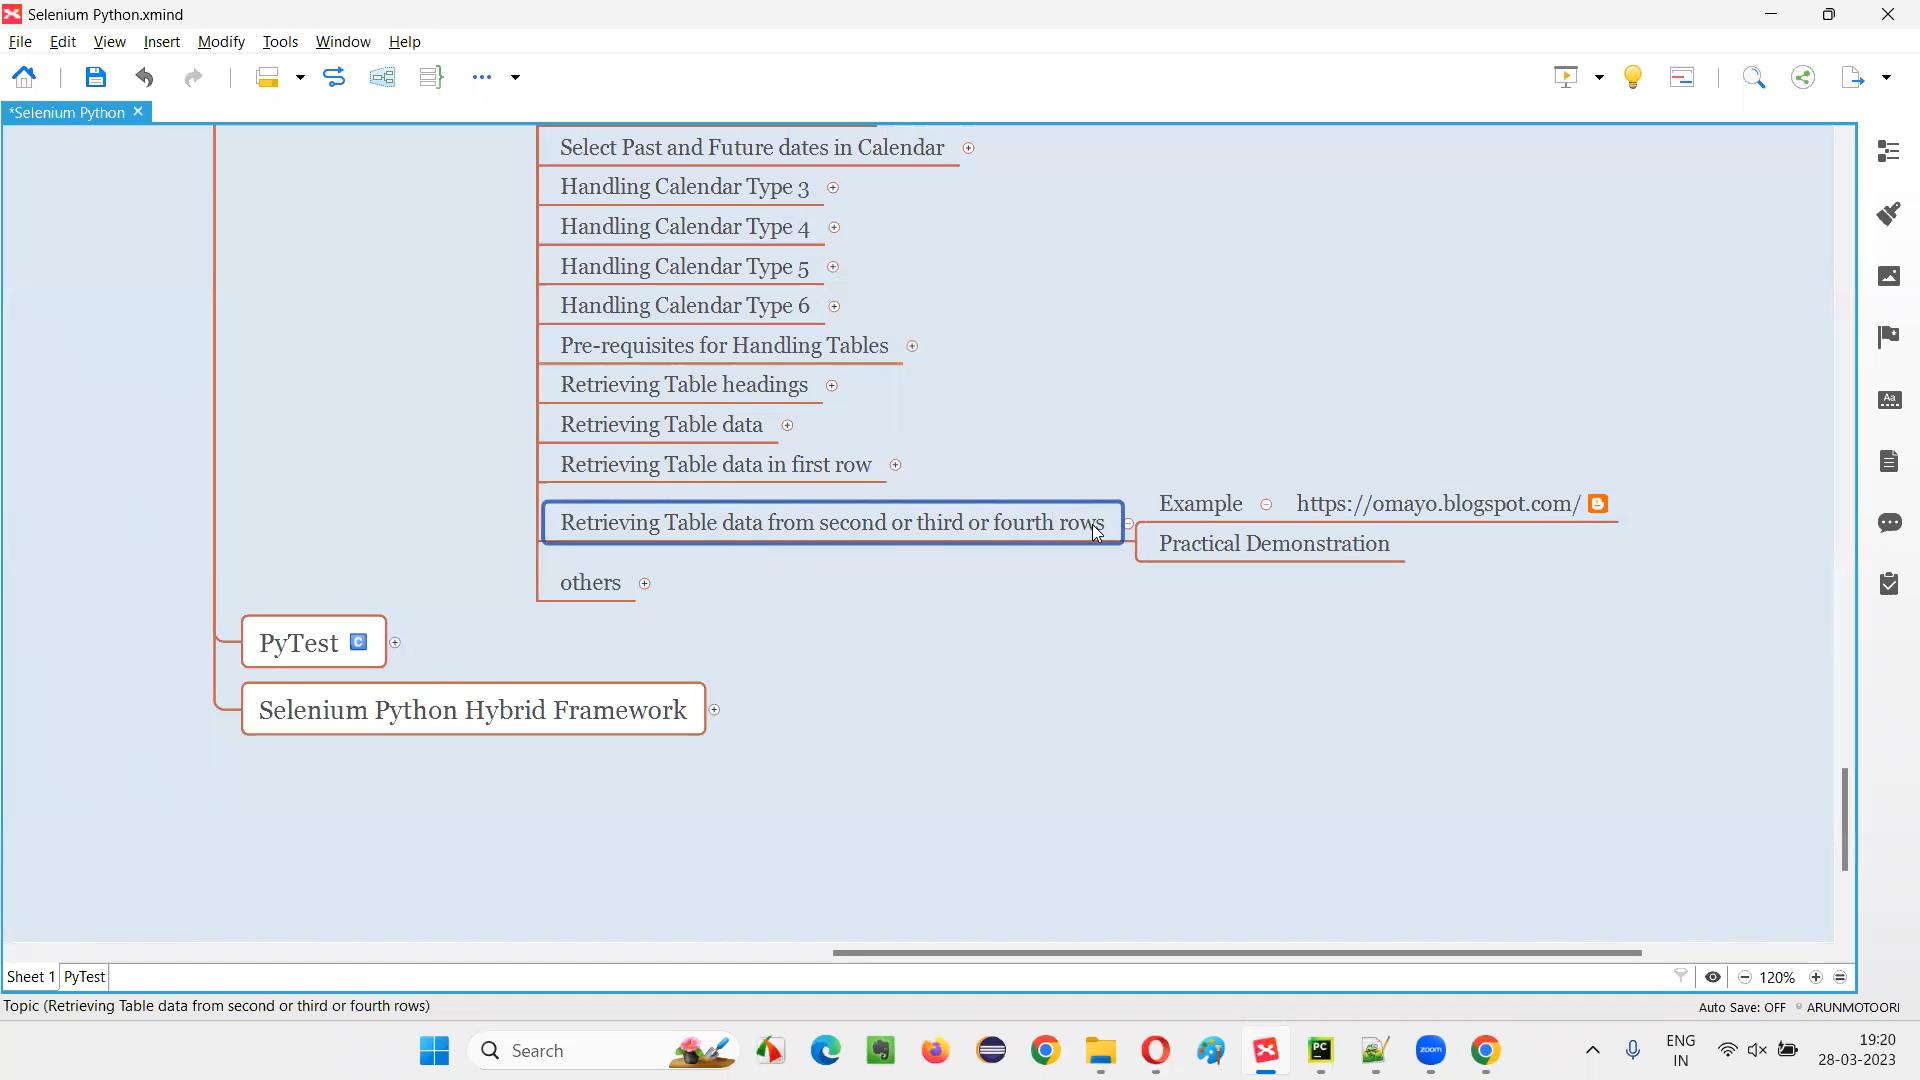 Selenium Python.xmind
File Edit View Insert Modify Tools Window Help
*Selenium Python
Select Past and Future dates in Calendar
Handling Calendar Type 3
Handling Calendar Type 4
Handling Calendar Type 5
Handling Calendar Type 6
Pre-requisites for Handling Tables
Retrieving Table headings
Retrieving Table data
Retrieving Table data in first row
Example https://omayo.blogspot.com/
Retrieving Table data from second or third or fourth rows
Practical Demonstration
others
PyTest C
Selenium Python Hybrid Framework
Sheet 1 PyTest 120%
Topic (Retrieving Table data from second or third or fourth rows) Auto Save: OFF ARUNMOTOORI
Search zoom ENG 19:20
IN 28-03-2023